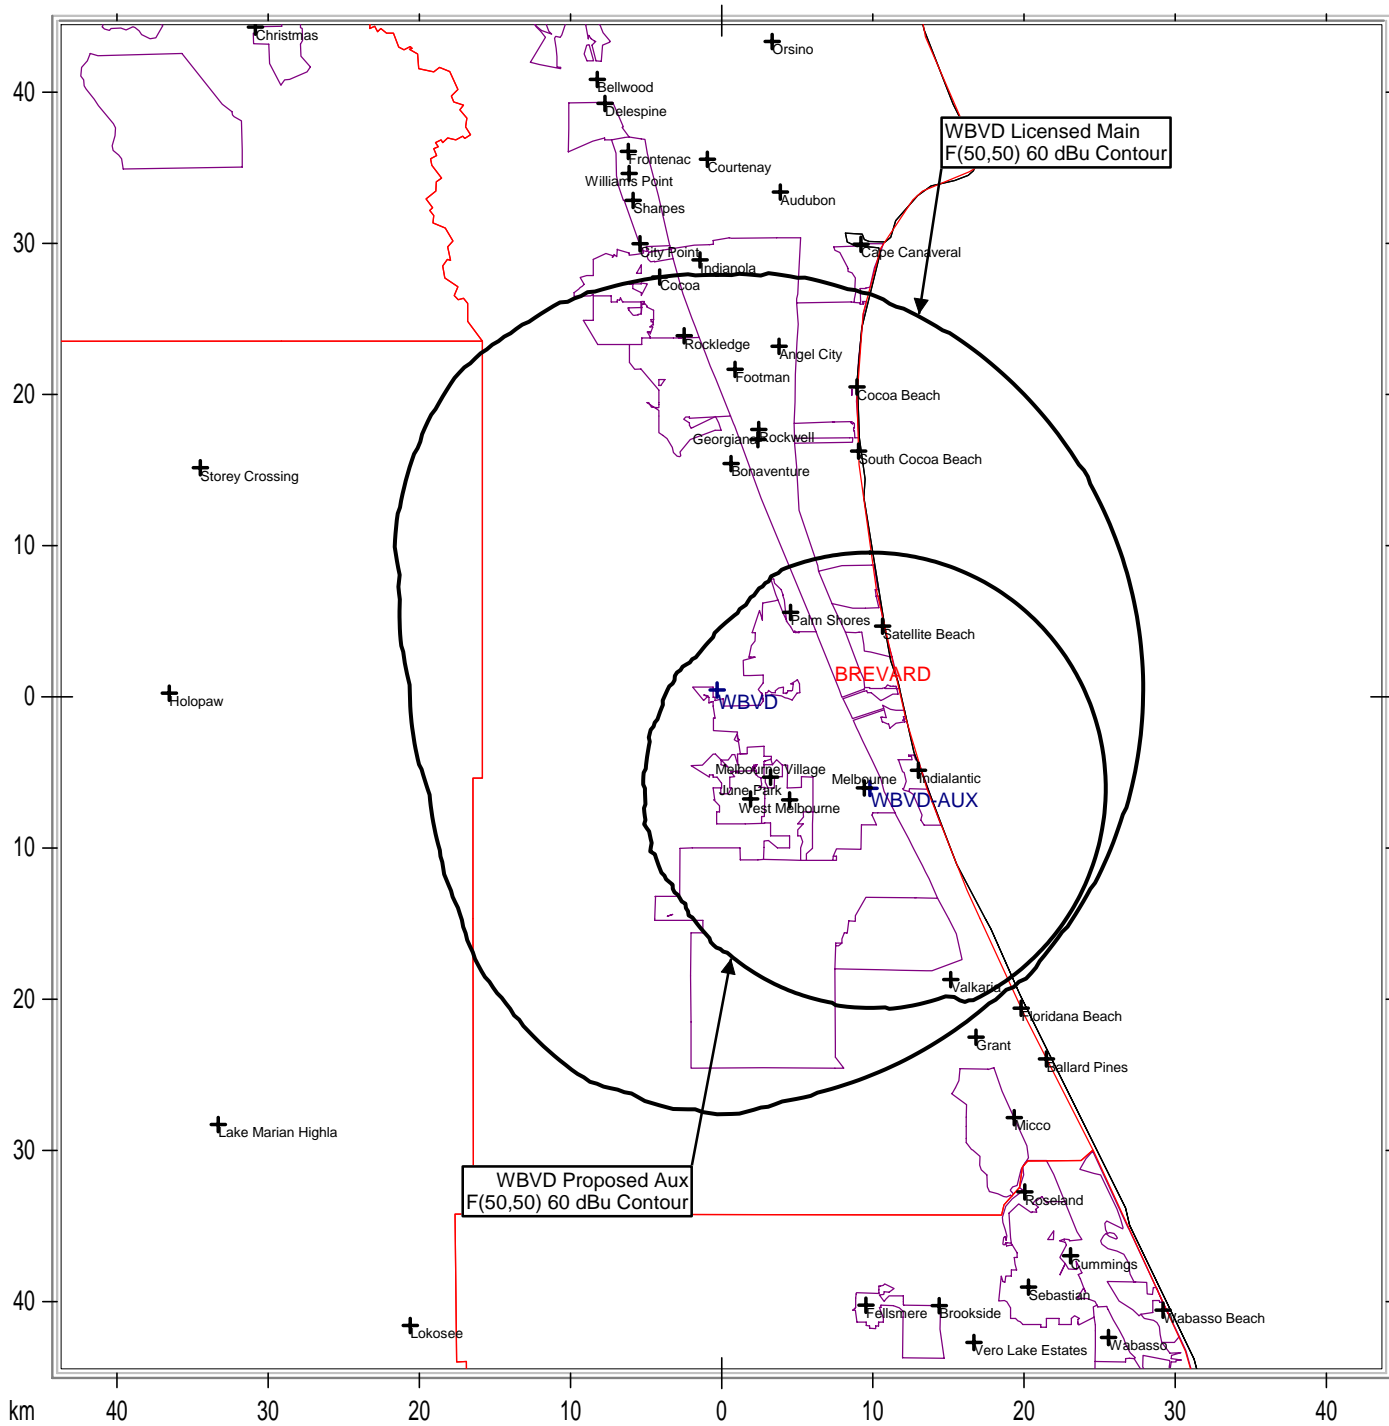 Christmas
Orsino
40
Bellwood
Delespine
WBVD Licensed Main
F(50,50) 60 dBu Contour
Frontenac
Courtenay
Williams Point
Audubon
Sharpes
30
City Point
Cape Canaveral
Indianola
Cocoa
Rockledge
Angel City
Footman
20
Cocoa Beach
Georgiana
Rockwell
South Cocoa Beach
Storey Crossing
Bonaventure
10
Palm Shores
Satellite Beach
BREVARD
0
Holopaw
WBVD
Melbourne Village
Melbourne
Indialantic
June Park
WBVD-AUX
West Melbourne
10
Valkaria
20
Floridana Beach
Grant
Ballard Pines
Micco
Lake Marian Highla
30
WBVD Proposed Aux
F(50,50) 60 dBu Contour
Roseland
Cummings
Sebastian
40
Fellsmere
Brookside
Wabasso Beach
Lokosee
Vero Lake Estates
Wabasso
km
40
30
20
10
0
10
20
30
40